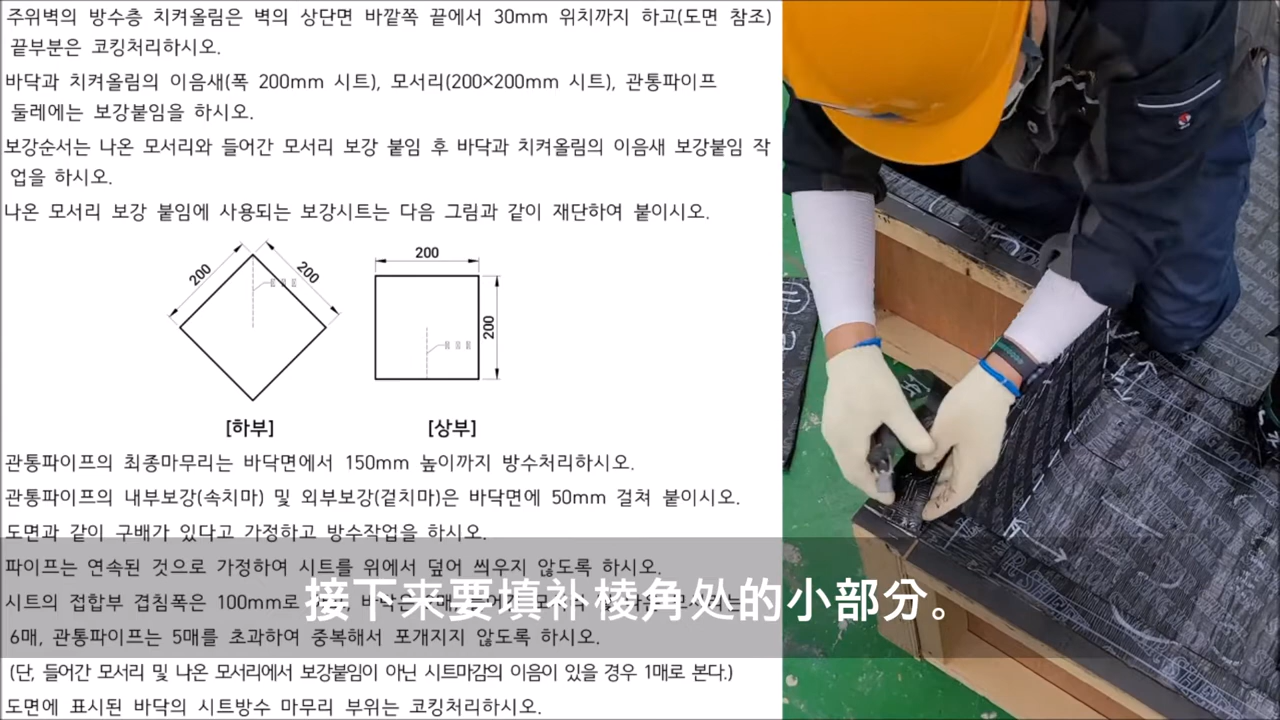 주위벽의 방수층 치켜올림은 벽의 상단면 바깥쪽 끝에서 30mm 위치까지 하고(도면 참조)
끝부분은 코킹처리하시오.
바닥과 치켜올림의 이음새(폭 200mm 시트), 모서리(200×200mm 시트), 관통파이프
둘레에는 보강붙임을 하시오.
보강순서는 나온 모서리와 들어간 모서리 보강 붙임 후 바닥과 치켜올림의 이음새 보강붙임 작
업을 하시오.
나온 모서리 보강 붙임에 사용되는 보강시트는 다음 그림과 같이 재단하여 붙이시오.
200 200
200
200
[하부] [상부]
관통파이프의 최종마무리는 바닥면에서 150mm 높이까지 방수처리하시오.
관통파이프의 내부보강(속치마) 및 외부보강(겉치마)은 바닥면에 50mm 걸쳐 붙이시오.
도면과 같이 구배가 있다고 가정하고 방수작업을 하시오.
파이프는 연속된 것으로 가정하여 시트를 위에서 덮어 씌우지 않도록 하시오.
시트의 접합부 겹침폭은 100mm로
接下来要填补棱角处的小部分。
6매, 관통파이프는 5매를 초과하여 중복해서 포개지지 않도록 하시오.
(단, 들어간 모서리 및 나온 모서리에서 보강붙임이 아닌 시트마감의 이음이 있을 경우 1매로 본다.)
도면에 표시된 바닥의 시트방수 마무리 부위는 코킹처리하시오.